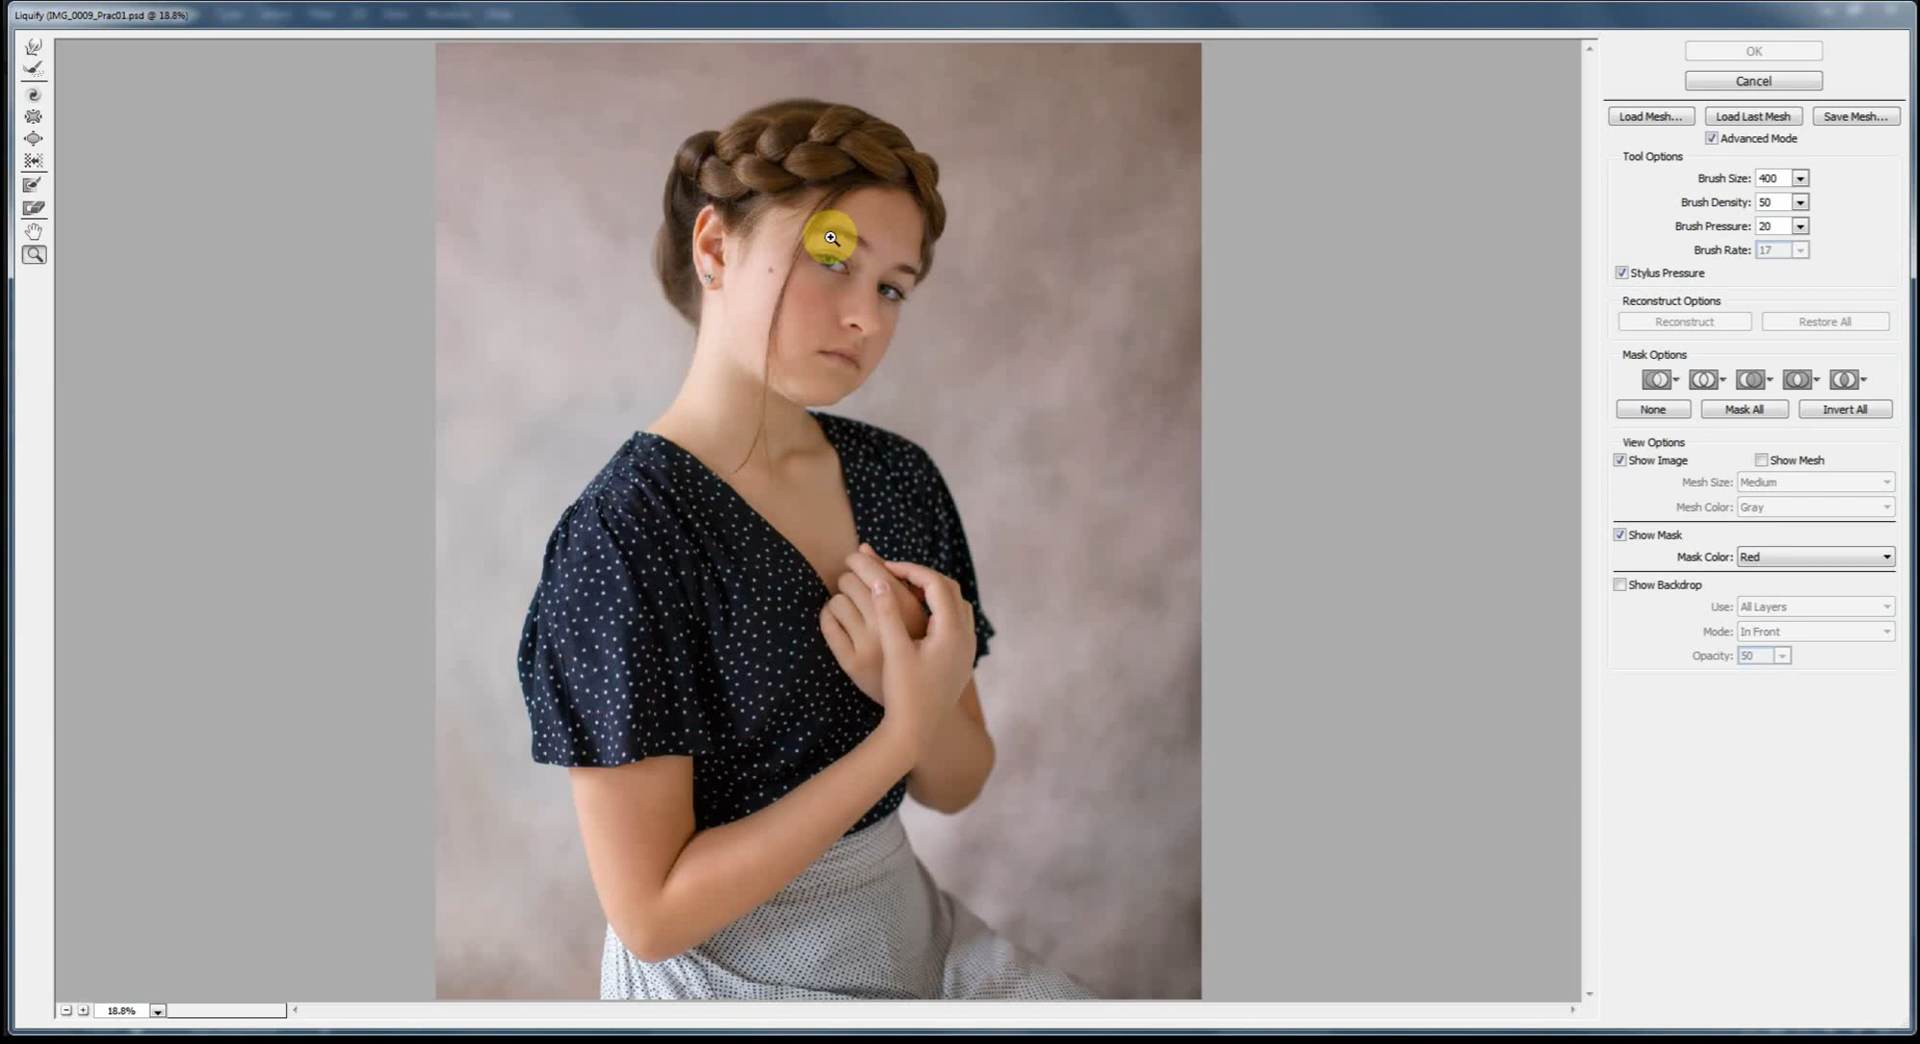 Liquify (IMG_0009_Prac01.psd @ 18.8%)
OK
Cancel
Load Mesh... Load Last Mesh Save Mesh...
Advanced Mode
Tool Options
Brush Size: 400
Brush Density: 50
Brush Pressure: 20
Brush Rate: 17
Stylus Pressure
Reconstruct Options
Reconstruct Restore All
Mask Options
None Mask All Invert All
View Options
Show Image Show Mesh
Mesh Size: Medium
Mesh Color: Gray
Show Mask
Mask Color: Red
Show Backdrop
Use: All Layers
Mode: In Front
Opacity: 50
18.8%